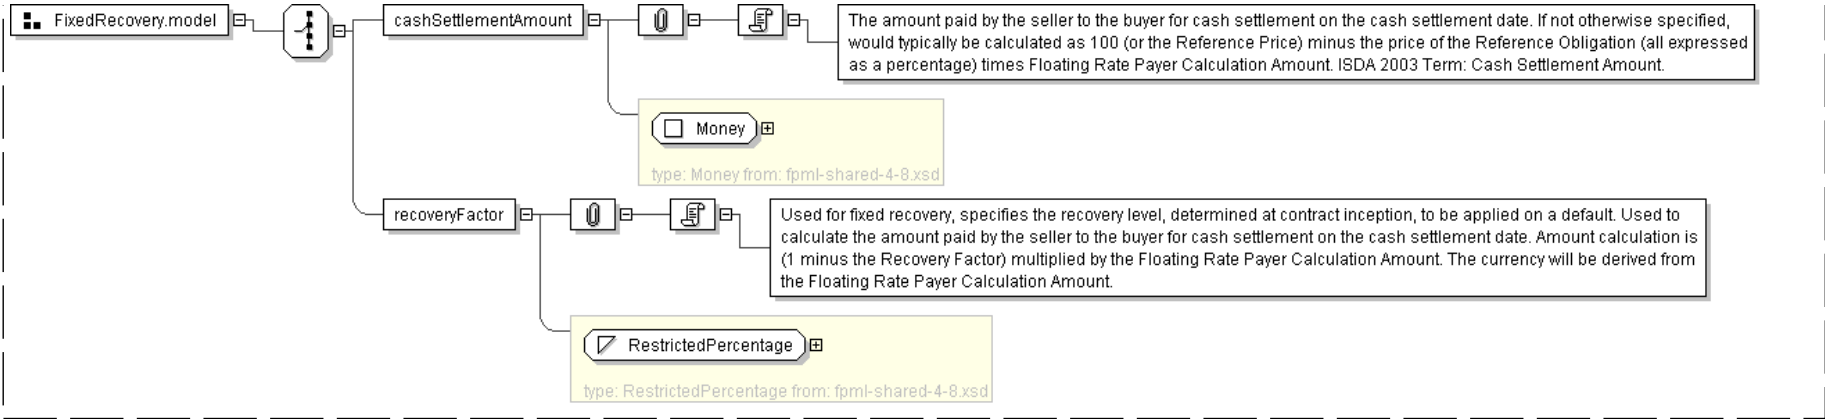 FixedRecovery.model
cashSettlementAmount
The amount paid by the seller to the buyer for cash settlement on the cash settlement date. If not otherwise specified,
would typically be calculated as 100 (or the Reference Price) minus the price of the Reference Obligation (all expressed
as a percentage) times Floating Rate Payer Calculation Amount. ISDA 2003 Term: Cash Settlement Amount.
Money
type: Money from: fpml-shared-4-8.xsd
recoveryFactor
Used for fixed recovery, specifies the recovery level, determined at contract inception, to be applied on a default. Used to
calculate the amount paid by the seller to the buyer for cash settlement on the cash settlement date. Amount calculation is
(1 minus the Recovery Factor) multiplied by the Floating Rate Payer Calculation Amount. The currency will be derived from
the Floating Rate Payer Calculation Amount.
RestrictedPercentage
type: RestrictedPercentage from: fpml-shared-4-8.xsd